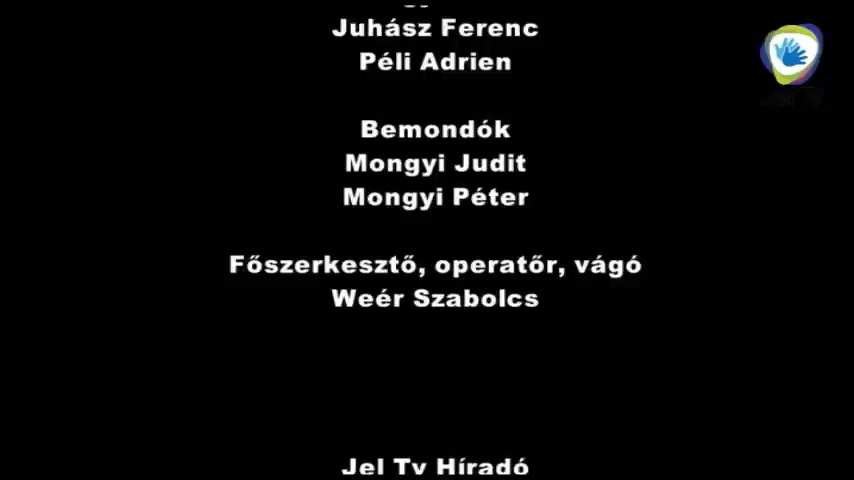 Juhász Ferenc
Péli Adrien
Bemondók
Mongyi Judit
Mongyi Péter
Főszerkesztő, operatőr, vágó
Weér Szabolcs
Jel Tv Híradó